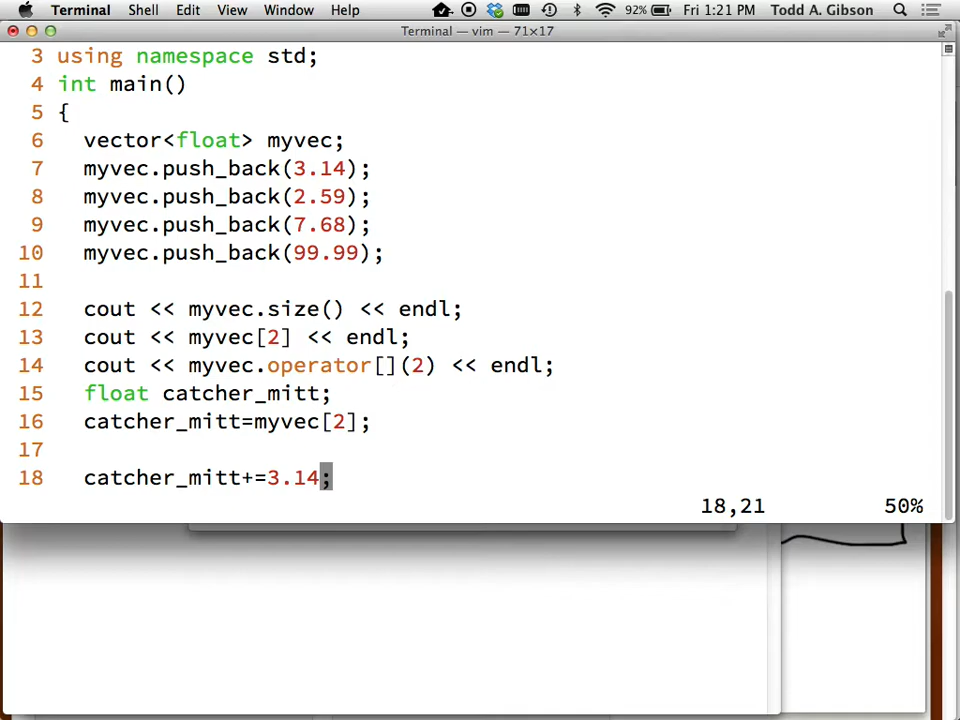 Terminal Shell Edit View Window Help 92% Fri 1:21 PM Todd A. Gibson
Terminal — vim — 71×17
3 using namespace std;
4 int main()
5 {
6 vector<float> myvec;
7 myvec.push_back(3.14);
8 myvec.push_back(2.59);
9 myvec.push_back(7.68);
10 myvec.push_back(99.99);
11
12 cout << myvec.size() << endl;
13 cout << myvec[2] << endl;
14 cout << myvec.operator[](2) << endl;
15 float catcher_mitt;
16 catcher_mitt=myvec[2];
17
18 catcher_mitt+=3.14;
18,21 50%